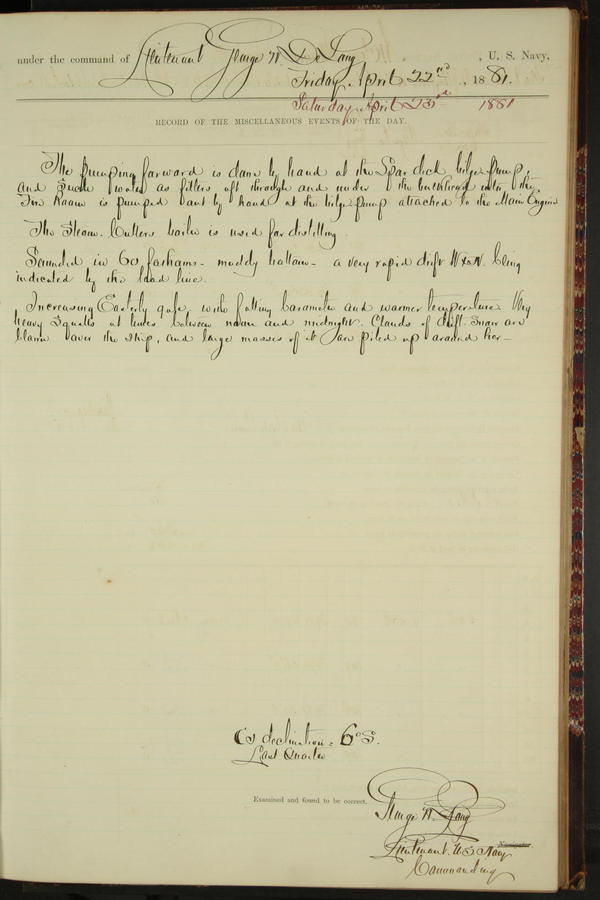 under the command of Lieutenant George W. De Long, U. S. Navy,
Friday, April 22nd, 1881.
Saturday April 23rd 1881
RECORD OF THE MISCELLANEOUS EVENTS OF THE DAY.
The pumping forward is done by hand at the Spar deck bilge pump,
and such water as filters aft through and under the bulkhead into the
Fire Room is pumped out by hand at the bilge pump attached to the Main Engine
The Steam Cutters boiler is used for distilling.
Sounded in 60 fathoms - muddy bottom - a very rapid drift being
indicated by the lead line.
Increasing Easterly gale with falling barometer and warmer temperature. Very
heavy Squalls at times between noon and midnight. Clouds of drift Snow are
blown over the ship, and large masses of it are piled up around her -
☾s declination = 6° S.
Last Quarter
Examined and found to be correct.
George W. De Long
Navigator.
Lieutenant. U.S Navy
Commanding